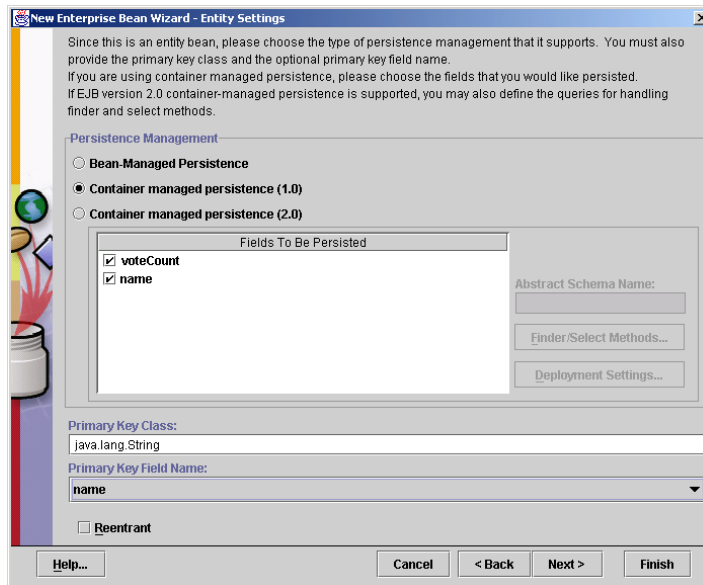 New Enterprise Bean Wizard - Entity Settings
Since this is an entity bean, please choose the type of persistence management that it supports. You must also
provide the primary key class and the optional primary key field name.
If you are using container managed persistence, please choose the fields that you would like persisted.
If EJB version 2.0 container-managed persistence is supported, you may also define the queries for handling
finder and select methods.
Persistence Management
Bean-Managed Persistence
Container managed persistence (1.0)
Container managed persistence (2.0)
Fields To Be Persisted
voteCount
name
Abstract Schema Name:
Finder/Select Methods...
Deployment Settings...
Primary Key Class:
java.lang.String
Primary Key Field Name:
name
Reentrant
Help... Cancel < Back Next > Finish